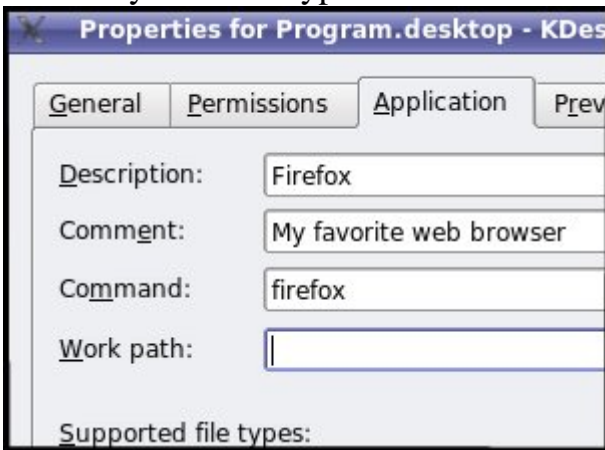 Properties for Program.desktop - KDes
General Permissions Application Prev
Description: Firefox
Comment: My favorite web browser
Command: firefox
Work path:
Supported file types: